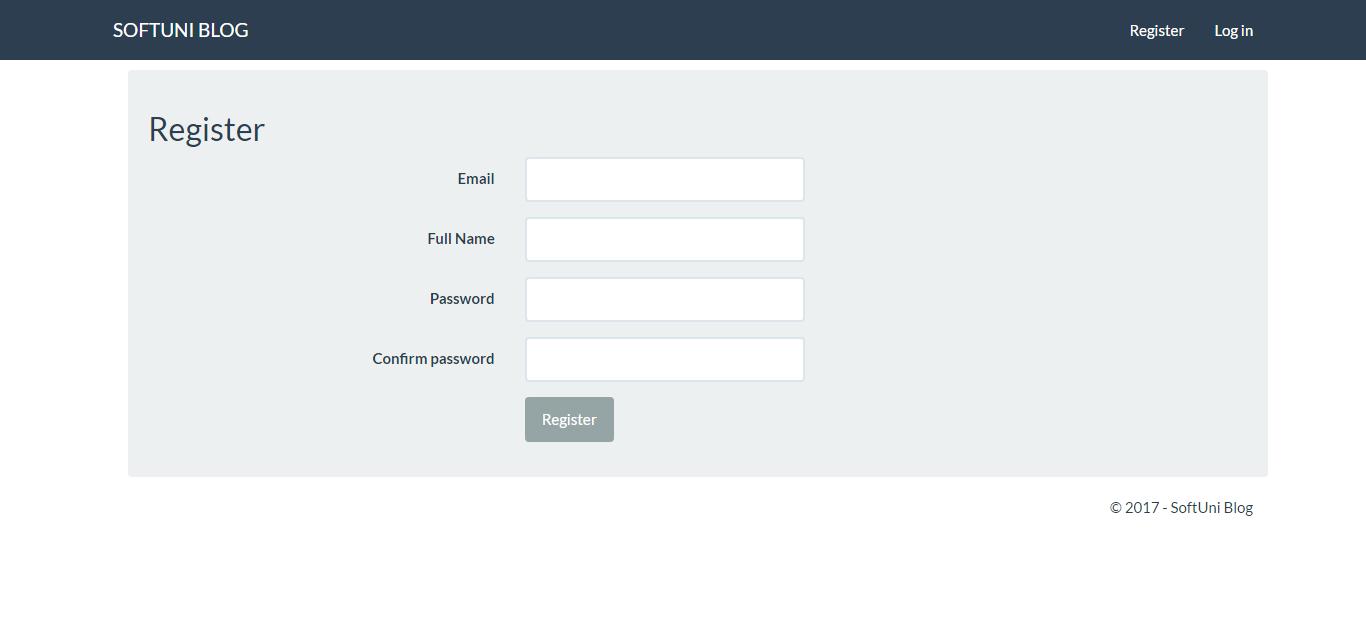 SOFTUNI BLOG Register Log in
Register
Email
Full Name
Password
Confirm password
Register
© 2017 - SoftUni Blog